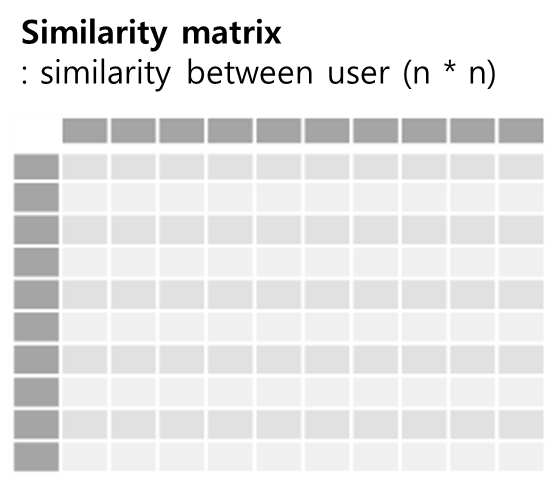 Similarity matrix
: similarity between user (n * n)